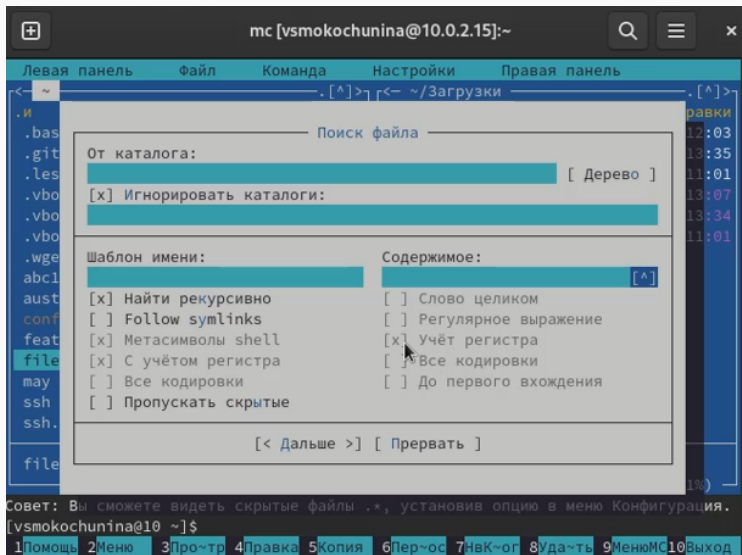 mc [vsmokochunina@10.0.2.15]:~
Левая панель Файл Команда Настройки Правая панель
<─ ~ .[^]>┐┌<─ ~/Загрузки .[^]>
.и равки
.bas 12:03
.git 13:35
.les 11:01
.vbo 13:07
.vbo 13:34
.vbo 11:01
.wge
abc1
aust
conf
feat
file
may
ssh
ssh.
Поиск файла
От каталога:
[ Дерево ]
[x] Игнорировать каталоги:
Шаблон имени: Содержимое:
[^]
[x] Найти рекурсивно [ ] Слово целиком
[ ] Follow symlinks [ ] Регулярное выражение
[x] Метасимволы shell [x] Учёт регистра
[x] С учётом регистра [ ] Все кодировки
[ ] Все кодировки [ ] До первого вхождения
[ ] Пропускать скрытые
[< Дальше >] [ Прервать ]
file 1%)
Совет: Вы сможете видеть скрытые файлы .*, установив опцию в меню Конфигурация.
[vsmokochunina@10 ~]$
1Помощь 2Меню 3Про~тр 4Правка 5Копия 6Пер~ос 7НвК~ог 8Уда~ть 9МенюMC 10Выход